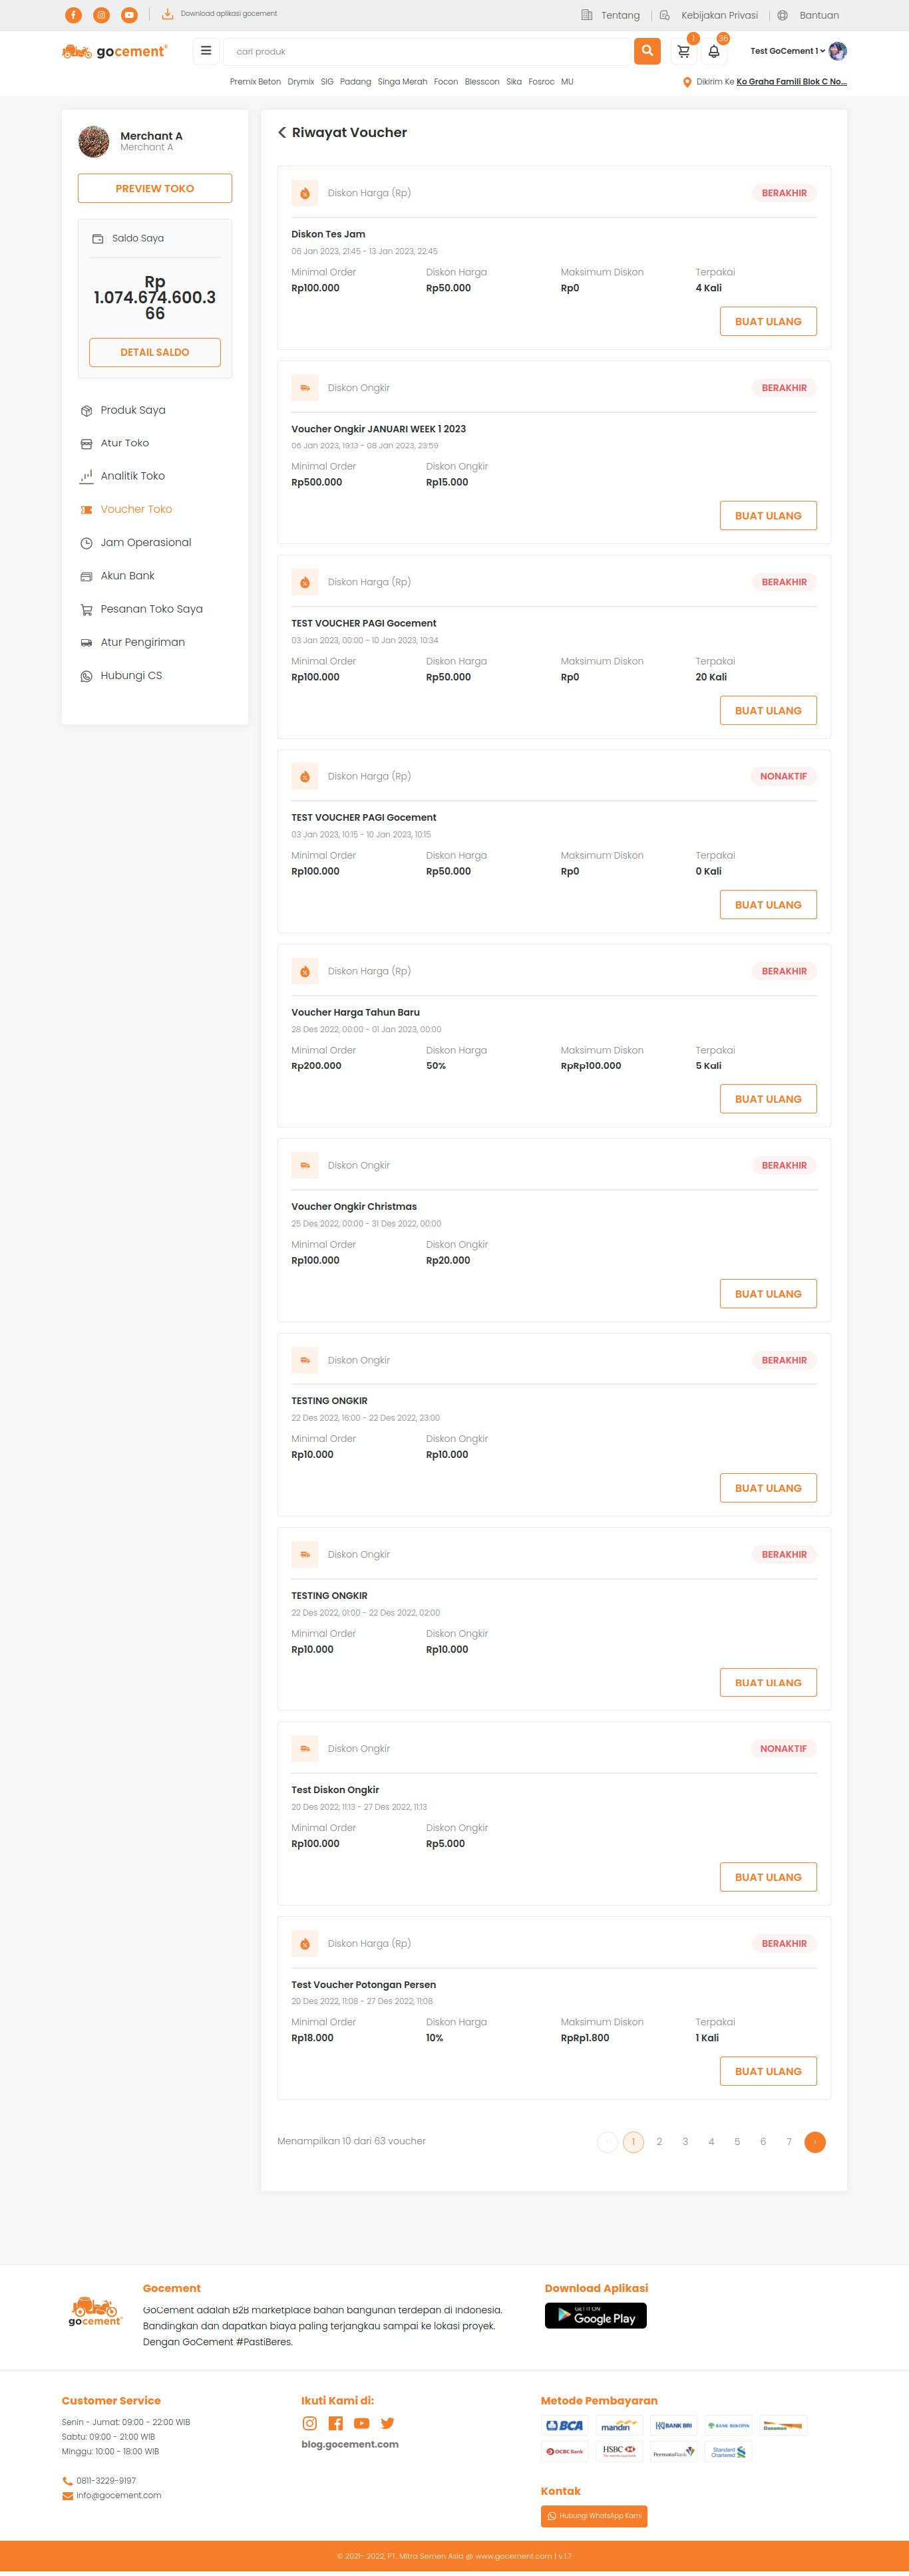 Download aplikasi gocement
Tentang
Kebijakan Privasi
Bantuan
gocement
cari produk
1
36
Test GoCement 1
Premix Beton Drymix SIG Padang Singa Merah Focon Blesscon Sika Fosroc MU
Dikirim Ke Ko Graha Famili Blok C No...
Merchant A
Merchant A
PREVIEW TOKO
Saldo Saya
Rp
1.074.674.600.3
66
DETAIL SALDO
Produk Saya
Atur Toko
Analitik Toko
Voucher Toko
Jam Operasional
Akun Bank
Pesanan Toko Saya
Atur Pengiriman
Hubungi CS
Riwayat Voucher
Diskon Harga (Rp)
BERAKHIR
Diskon Tes Jam
06 Jan 2023, 21:45 - 13 Jan 2023, 22:45
Minimal Order Diskon Harga Maksimum Diskon Terpakai
Rp100.000 Rp50.000 Rp0 4 Kali
BUAT ULANG
Diskon Ongkir
BERAKHIR
Voucher Ongkir JANUARI WEEK 1 2023
06 Jan 2023, 19:13 - 08 Jan 2023, 23:59
Minimal Order Diskon Ongkir
Rp500.000 Rp15.000
BUAT ULANG
Diskon Harga (Rp)
BERAKHIR
TEST VOUCHER PAGI Gocement
03 Jan 2023, 00:00 - 10 Jan 2023, 10:34
Minimal Order Diskon Harga Maksimum Diskon Terpakai
Rp100.000 Rp50.000 Rp0 20 Kali
BUAT ULANG
Diskon Harga (Rp)
NONAKTIF
TEST VOUCHER PAGI Gocement
03 Jan 2023, 10:15 - 10 Jan 2023, 10:15
Minimal Order Diskon Harga Maksimum Diskon Terpakai
Rp100.000 Rp50.000 Rp0 0 Kali
BUAT ULANG
Diskon Harga (Rp)
BERAKHIR
Voucher Harga Tahun Baru
28 Des 2022, 00:00 - 01 Jan 2023, 00:00
Minimal Order Diskon Harga Maksimum Diskon Terpakai
Rp200.000 50% RpRp100.000 5 Kali
BUAT ULANG
Diskon Ongkir
BERAKHIR
Voucher Ongkir Christmas
25 Des 2022, 00:00 - 31 Des 2022, 00:00
Minimal Order Diskon Ongkir
Rp100.000 Rp20.000
BUAT ULANG
Diskon Ongkir
BERAKHIR
TESTING ONGKIR
22 Des 2022, 16:00 - 22 Des 2022, 23:00
Minimal Order Diskon Ongkir
Rp10.000 Rp10.000
BUAT ULANG
Diskon Ongkir
BERAKHIR
TESTING ONGKIR
22 Des 2022, 01:00 - 22 Des 2022, 02:00
Minimal Order Diskon Ongkir
Rp10.000 Rp10.000
BUAT ULANG
Diskon Ongkir
NONAKTIF
Test Diskon Ongkir
20 Des 2022, 11:13 - 27 Des 2022, 11:13
Minimal Order Diskon Ongkir
Rp100.000 Rp5.000
BUAT ULANG
Diskon Harga (Rp)
BERAKHIR
Test Voucher Potongan Persen
20 Des 2022, 11:08 - 27 Des 2022, 11:08
Minimal Order Diskon Harga Maksimum Diskon Terpakai
Rp18.000 10% RpRp1.800 1 Kali
BUAT ULANG
Menampilkan 10 dari 63 voucher
‹ 1 2 3 4 5 6 7 ›
gocement
Gocement
GoCement adalah B2B marketplace bahan bangunan terdepan di Indonesia.
Bandingkan dan dapatkan biaya paling terjangkau sampai ke lokasi proyek.
Dengan GoCement #PastiBeres.
Download Aplikasi
GET IT ON
Google Play
Customer Service
Senin - Jumat: 09:00 - 22:00 WIB
Sabtu: 09:00 - 21:00 WIB
Minggu: 10:00 - 18:00 WIB
0811-3229-9197
info@gocement.com
Ikuti Kami di:
blog.gocement.com
Metode Pembayaran
BCA
mandiri
BANK BRI
BANK BUKOPIN
Danamon
OCBC Bank
HSBC
PermataBank
Standard
Chartered
Kontak
Hubungi WhatsApp Kami
© 2021- 2022, PT. Mitra Semen Asia @ www.gocement.com | v.1.7